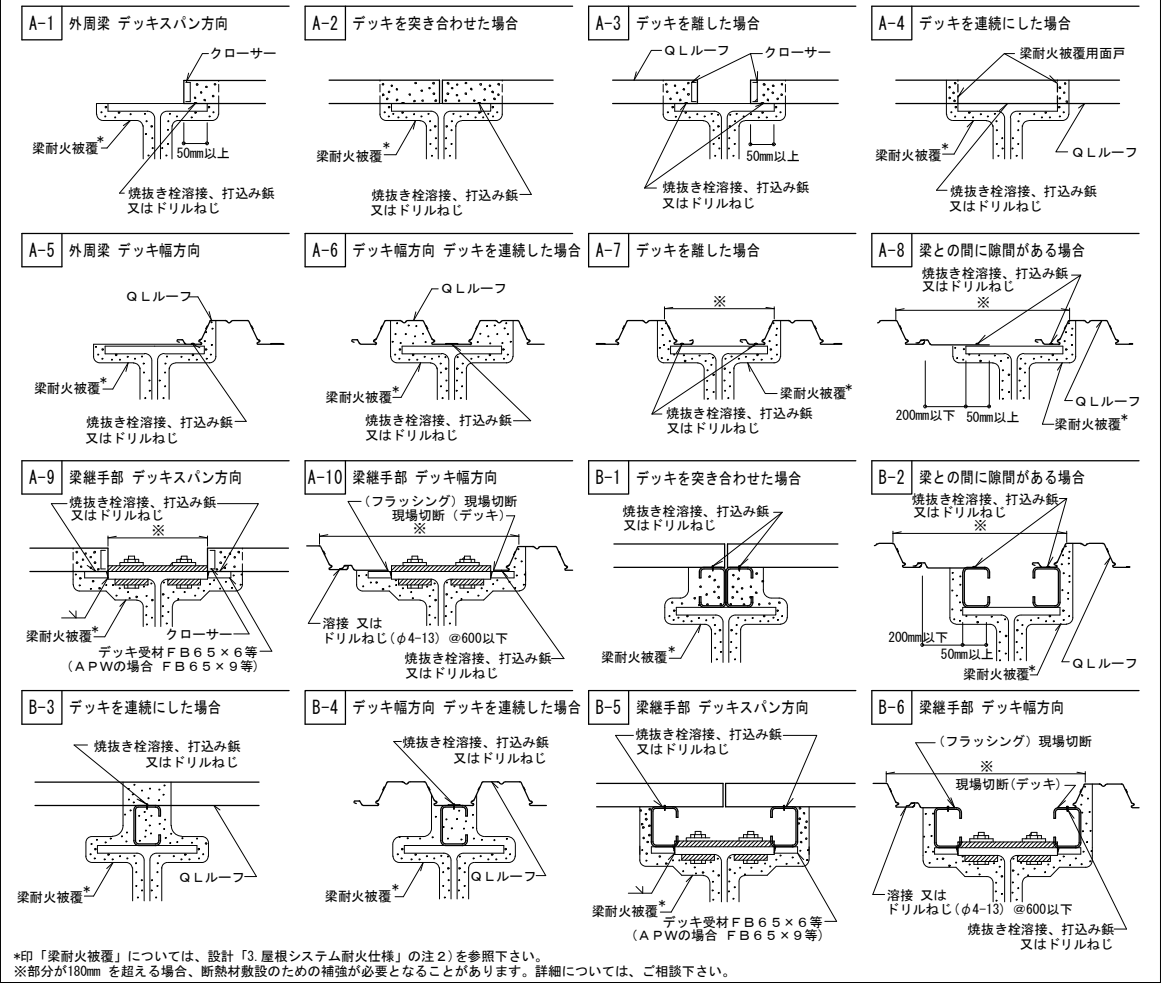 A-1 外周梁 デッキスパン方向
クローサー
梁耐火被覆*
50mm以上
焼抜き栓溶接、打込み鋲
又はドリルねじ
A-2 デッキを突き合わせた場合
梁耐火被覆*
焼抜き栓溶接、打込み鋲
又はドリルねじ
A-3 デッキを離した場合
QLルーフ
クローサー
50mm以上
焼抜き栓溶接、打込み鋲
又はドリルねじ
A-4 デッキを連続にした場合
梁耐火被覆用面戸
梁耐火被覆*
QLルーフ
焼抜き栓溶接、打込み鋲
又はドリルねじ
A-5 外周梁 デッキ幅方向
QLルーフ
梁耐火被覆*
焼抜き栓溶接、打込み鋲
又はドリルねじ
A-6 デッキ幅方向 デッキを連続した場合
QLルーフ
梁耐火被覆*
焼抜き栓溶接、打込み鋲
又はドリルねじ
A-7 デッキを離した場合
※
梁耐火被覆*
焼抜き栓溶接、打込み鋲
又はドリルねじ
A-8 梁との間に隙間がある場合
焼抜き栓溶接、打込み鋲
又はドリルねじ
※
QLルーフ
200mm以下
50mm以上
梁耐火被覆*
A-9 梁継手部 デッキスパン方向
焼抜き栓溶接、打込み鋲
又はドリルねじ
※
梁耐火被覆*
クローサー
デッキ受材FB65×6等
(APWの場合 FB65×9等)
A-10 梁継手部 デッキ幅方向
(フラッシング)現場切断
現場切断(デッキ)
※
溶接 又は
ドリルねじ(φ4-13) @600以下
焼抜き栓溶接、打込み鋲
又はドリルねじ
B-1 デッキを突き合わせた場合
焼抜き栓溶接、打込み鋲
又はドリルねじ
梁耐火被覆*
B-2 梁との間に隙間がある場合
焼抜き栓溶接、打込み鋲
又はドリルねじ
※
200mm以下
50mm以上
梁耐火被覆*
QLルーフ
B-3 デッキを連続にした場合
焼抜き栓溶接、打込み鋲
又はドリルねじ
QLルーフ
梁耐火被覆*
B-4 デッキ幅方向 デッキを連続した場合
焼抜き栓溶接、打込み鋲
又はドリルねじ
QLルーフ
梁耐火被覆*
B-5 梁継手部 デッキスパン方向
焼抜き栓溶接、打込み鋲
又はドリルねじ
梁耐火被覆*
デッキ受材FB65×6等
(APWの場合 FB65×9等)
B-6 梁継手部 デッキ幅方向
(フラッシング)現場切断
※
現場切断(デッキ)
溶接 又は
ドリルねじ(φ4-13) @600以下
焼抜き栓溶接、打込み鋲
又はドリルねじ
*印「梁耐火被覆」については、設計「3.屋根システム耐火仕様」の注2)を参照下さい。
※部分が180mm を超える場合、断熱材敷設のための補強が必要となることがあります。詳細については、ご相談下さい。